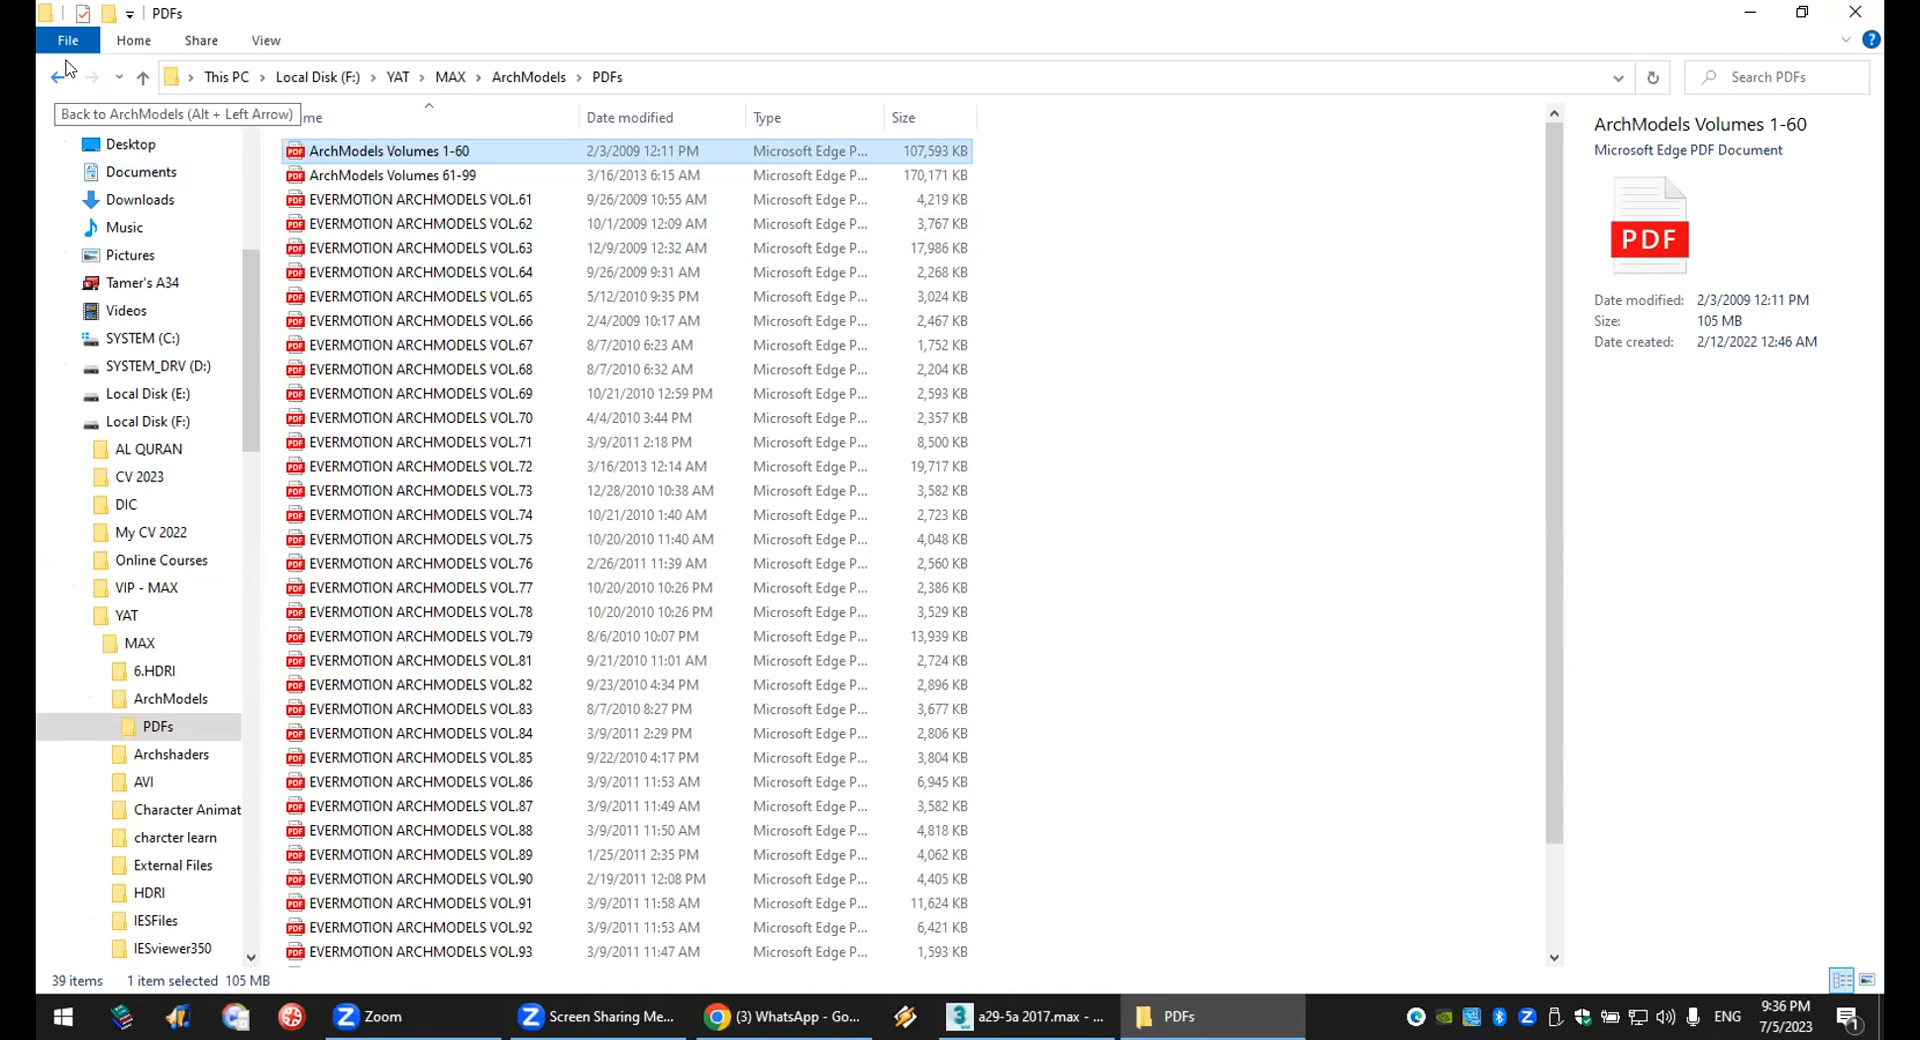 PDFs
File Home Share View
This PC > Local Disk (F:) > YAT > MAX > ArchModels > PDFs
Search PDFs
Back to ArchModels (Alt + Left Arrow)
me Date modified Type Size
Desktop
Documents
Downloads
Music
Pictures
Tamer's A34
Videos
SYSTEM (C:)
SYSTEM_DRV (D:)
Local Disk (E:)
Local Disk (F:)
AL QURAN
CV 2023
DIC
My CV 2022
Online Courses
VIP - MAX
YAT
MAX
6.HDRI
ArchModels
PDFs
Archshaders
AVI
Character Animat
charcter learn
External Files
HDRI
IESFiles
IESviewer350
ArchModels Volumes 1-60 2/3/2009 12:11 PM Microsoft Edge P... 107,593 KB
ArchModels Volumes 61-99 3/16/2013 6:15 AM Microsoft Edge P... 170,171 KB
EVERMOTION ARCHMODELS VOL.61 9/26/2009 10:55 AM Microsoft Edge P... 4,219 KB
EVERMOTION ARCHMODELS VOL.62 10/1/2009 12:09 AM Microsoft Edge P... 3,767 KB
EVERMOTION ARCHMODELS VOL.63 12/9/2009 12:32 AM Microsoft Edge P... 17,986 KB
EVERMOTION ARCHMODELS VOL.64 9/26/2009 9:31 AM Microsoft Edge P... 2,268 KB
EVERMOTION ARCHMODELS VOL.65 5/12/2010 9:35 PM Microsoft Edge P... 3,024 KB
EVERMOTION ARCHMODELS VOL.66 2/4/2009 10:17 AM Microsoft Edge P... 2,467 KB
EVERMOTION ARCHMODELS VOL.67 8/7/2010 6:23 AM Microsoft Edge P... 1,752 KB
EVERMOTION ARCHMODELS VOL.68 8/7/2010 6:32 AM Microsoft Edge P... 2,204 KB
EVERMOTION ARCHMODELS VOL.69 10/21/2010 12:59 PM Microsoft Edge P... 2,593 KB
EVERMOTION ARCHMODELS VOL.70 4/4/2010 3:44 PM Microsoft Edge P... 2,357 KB
EVERMOTION ARCHMODELS VOL.71 3/9/2011 2:18 PM Microsoft Edge P... 8,500 KB
EVERMOTION ARCHMODELS VOL.72 3/16/2013 12:14 AM Microsoft Edge P... 19,717 KB
EVERMOTION ARCHMODELS VOL.73 12/28/2010 10:38 AM Microsoft Edge P... 3,582 KB
EVERMOTION ARCHMODELS VOL.74 10/21/2010 1:40 AM Microsoft Edge P... 2,723 KB
EVERMOTION ARCHMODELS VOL.75 10/20/2010 11:40 AM Microsoft Edge P... 4,048 KB
EVERMOTION ARCHMODELS VOL.76 2/26/2011 11:39 AM Microsoft Edge P... 2,560 KB
EVERMOTION ARCHMODELS VOL.77 10/20/2010 10:26 PM Microsoft Edge P... 2,386 KB
EVERMOTION ARCHMODELS VOL.78 10/20/2010 10:26 PM Microsoft Edge P... 3,529 KB
EVERMOTION ARCHMODELS VOL.79 8/6/2010 10:07 PM Microsoft Edge P... 13,939 KB
EVERMOTION ARCHMODELS VOL.81 9/21/2010 11:01 AM Microsoft Edge P... 2,724 KB
EVERMOTION ARCHMODELS VOL.82 9/23/2010 4:34 PM Microsoft Edge P... 2,896 KB
EVERMOTION ARCHMODELS VOL.83 8/7/2010 8:27 PM Microsoft Edge P... 3,677 KB
EVERMOTION ARCHMODELS VOL.84 3/9/2011 2:29 PM Microsoft Edge P... 2,806 KB
EVERMOTION ARCHMODELS VOL.85 9/22/2010 4:17 PM Microsoft Edge P... 3,804 KB
EVERMOTION ARCHMODELS VOL.86 3/9/2011 11:53 AM Microsoft Edge P... 6,945 KB
EVERMOTION ARCHMODELS VOL.87 3/9/2011 11:49 AM Microsoft Edge P... 3,582 KB
EVERMOTION ARCHMODELS VOL.88 3/9/2011 11:50 AM Microsoft Edge P... 4,818 KB
EVERMOTION ARCHMODELS VOL.89 1/25/2011 2:35 PM Microsoft Edge P... 4,062 KB
EVERMOTION ARCHMODELS VOL.90 2/19/2011 12:08 PM Microsoft Edge P... 4,405 KB
EVERMOTION ARCHMODELS VOL.91 3/9/2011 11:58 AM Microsoft Edge P... 11,624 KB
EVERMOTION ARCHMODELS VOL.92 3/9/2011 11:53 AM Microsoft Edge P... 6,421 KB
EVERMOTION ARCHMODELS VOL.93 3/9/2011 11:47 AM Microsoft Edge P... 1,593 KB
ArchModels Volumes 1-60
Microsoft Edge PDF Document
PDF
Date modified: 2/3/2009 12:11 PM
Size: 105 MB
Date created: 2/12/2022 12:46 AM
39 items 1 item selected 105 MB
Zoom Screen Sharing Me... (3) WhatsApp - Go... a29-5a 2017.max - ... PDFs
ENG 9:36 PM
7/5/2023
1